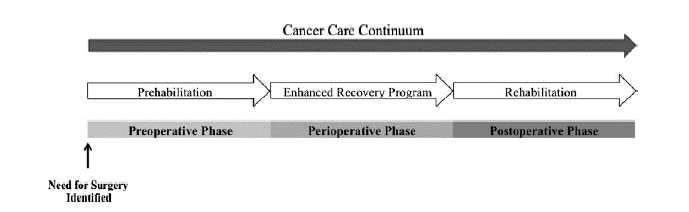 Cancer Care Continuum
Prehabilitation Enhanced Recovery Program Rehabilitation
Preoperative Phase Perioperative Phase Postoperative Phase
Need for Surgery
Identified